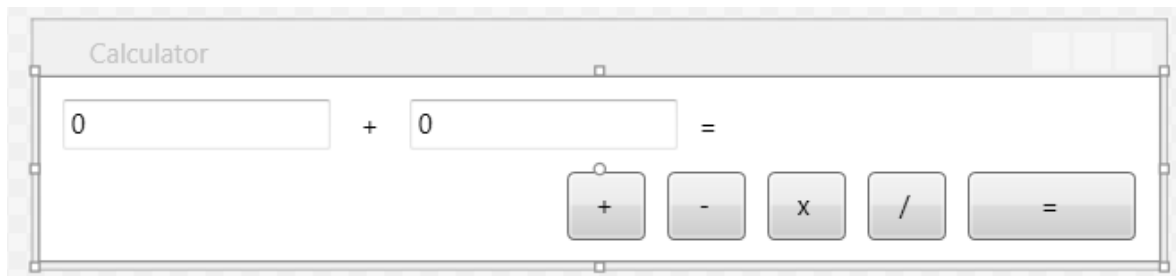 Calculator
0 + 0 =
+ - x / =